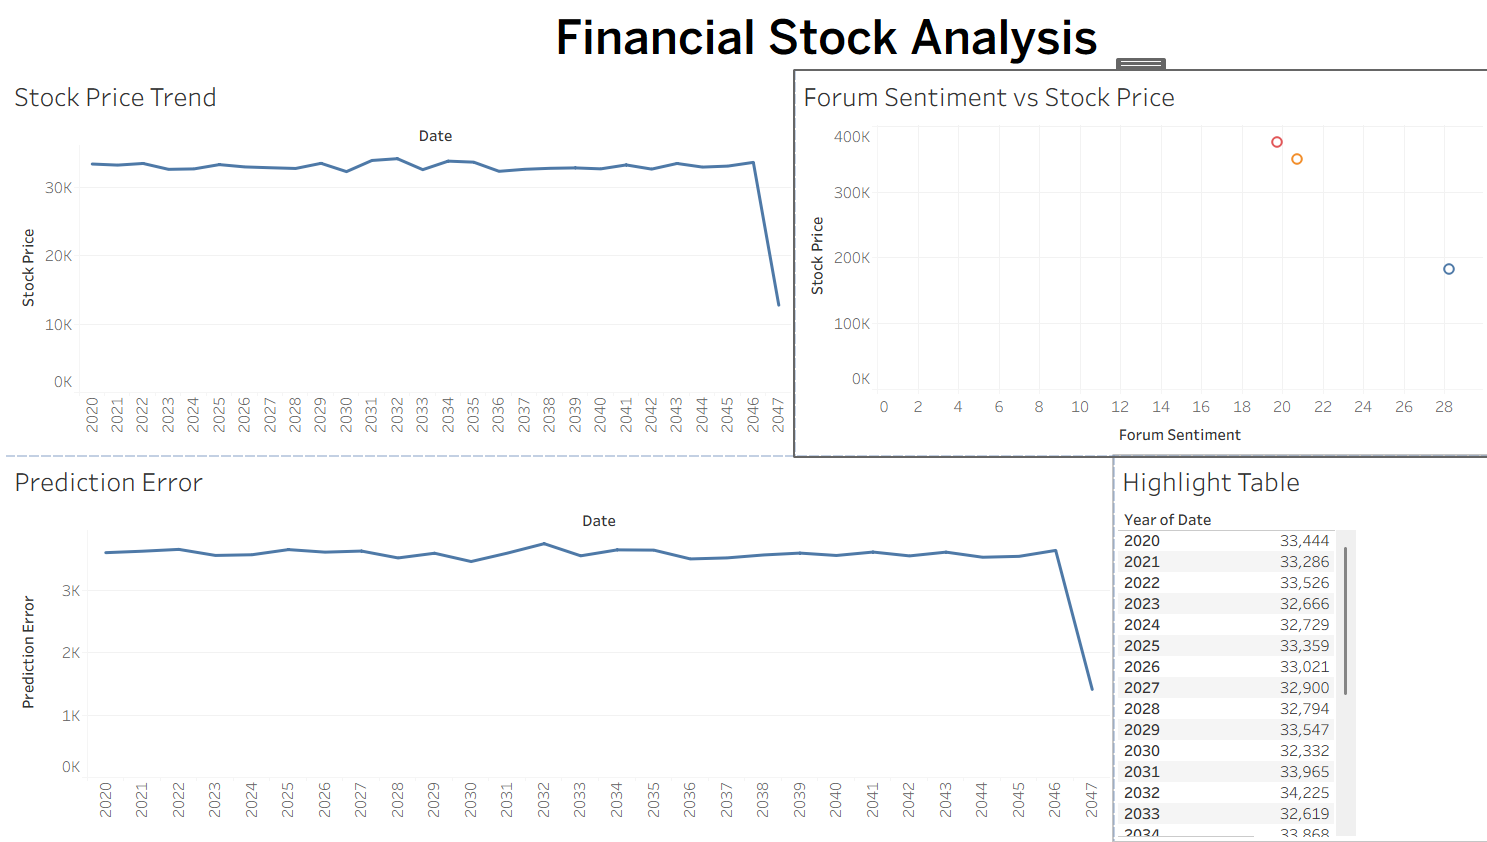 Financial Stock Analysis
Stock Price Trend
Date
Stock Price
30K
20K
10K
0K
2020 2021 2022 2023 2024 2025 2026 2027 2028 2029 2030 2031 2032 2033 2034 2035 2036 2037 2038 2039 2040 2041 2042 2043 2044 2045 2046 2047
Forum Sentiment vs Stock Price
Stock Price
400K
300K
200K
100K
0K
0 2 4 6 8 10 12 14 16 18 20 22 24 26 28
Forum Sentiment
Prediction Error
Date
Prediction Error
3K
2K
1K
0K
2020 2021 2022 2023 2024 2025 2026 2027 2028 2029 2030 2031 2032 2033 2034 2035 2036 2037 2038 2039 2040 2041 2042 2043 2044 2045 2046 2047
Highlight Table
Year of Date
2020 33,444
2021 33,286
2022 33,526
2023 32,666
2024 32,729
2025 33,359
2026 33,021
2027 32,900
2028 32,794
2029 33,547
2030 32,332
2031 33,965
2032 34,225
2033 32,619
2034 33,868